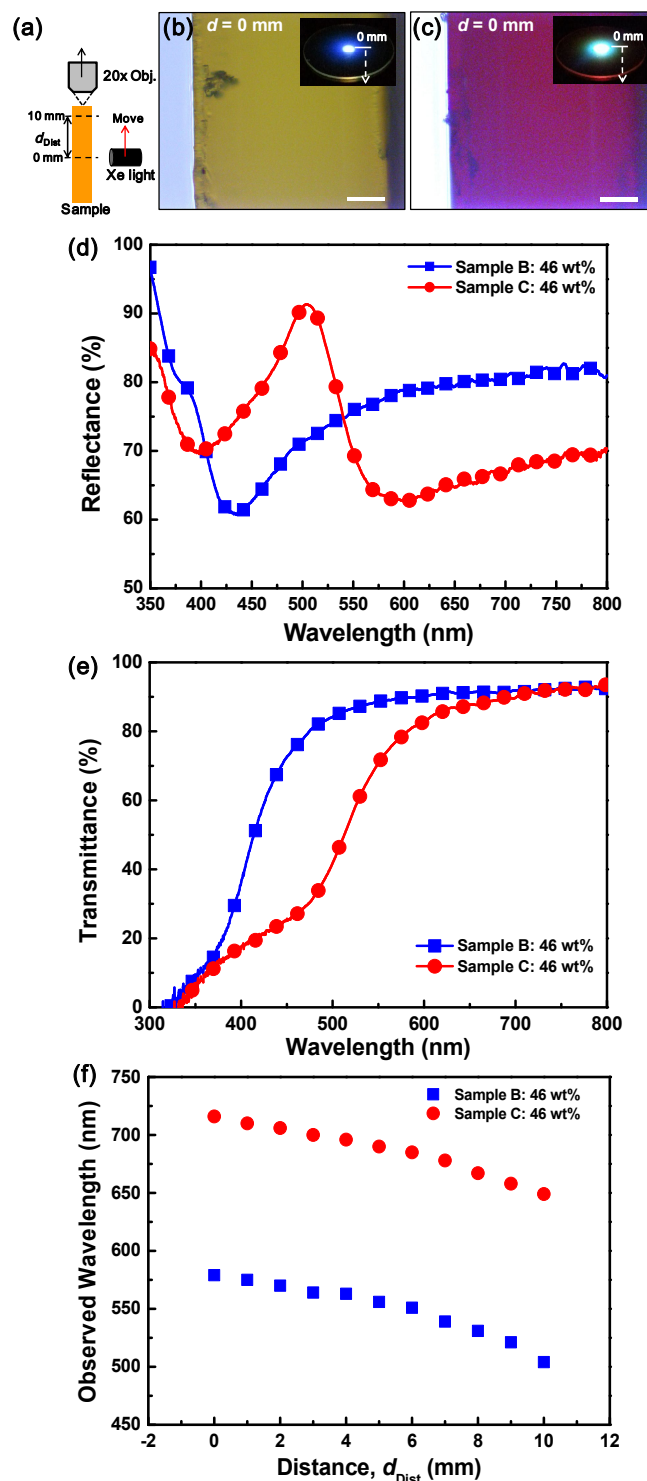 (a)
20x Obj.
10 mm
Move
dDist
0 mm
Xe light
Sample
(b)
d = 0 mm
0 mm
(c)
d = 0 mm
0 mm
(d)
100
90
80
70
60
50
Reflectance (%)
Sample B: 46 wt%
Sample C: 46 wt%
350 400 450 500 550 600 650 700 750 800
Wavelength (nm)
(e)
100
80
60
40
20
0
Transmittance (%)
Sample B: 46 wt%
Sample C: 46 wt%
300 400 500 600 700 800
Wavelength (nm)
(f)
750
700
650
600
550
500
450
Observed Wavelength (nm)
Sample B: 46 wt%
Sample C: 46 wt%
-2 0 2 4 6 8 10 12
Distance, dDist (mm)